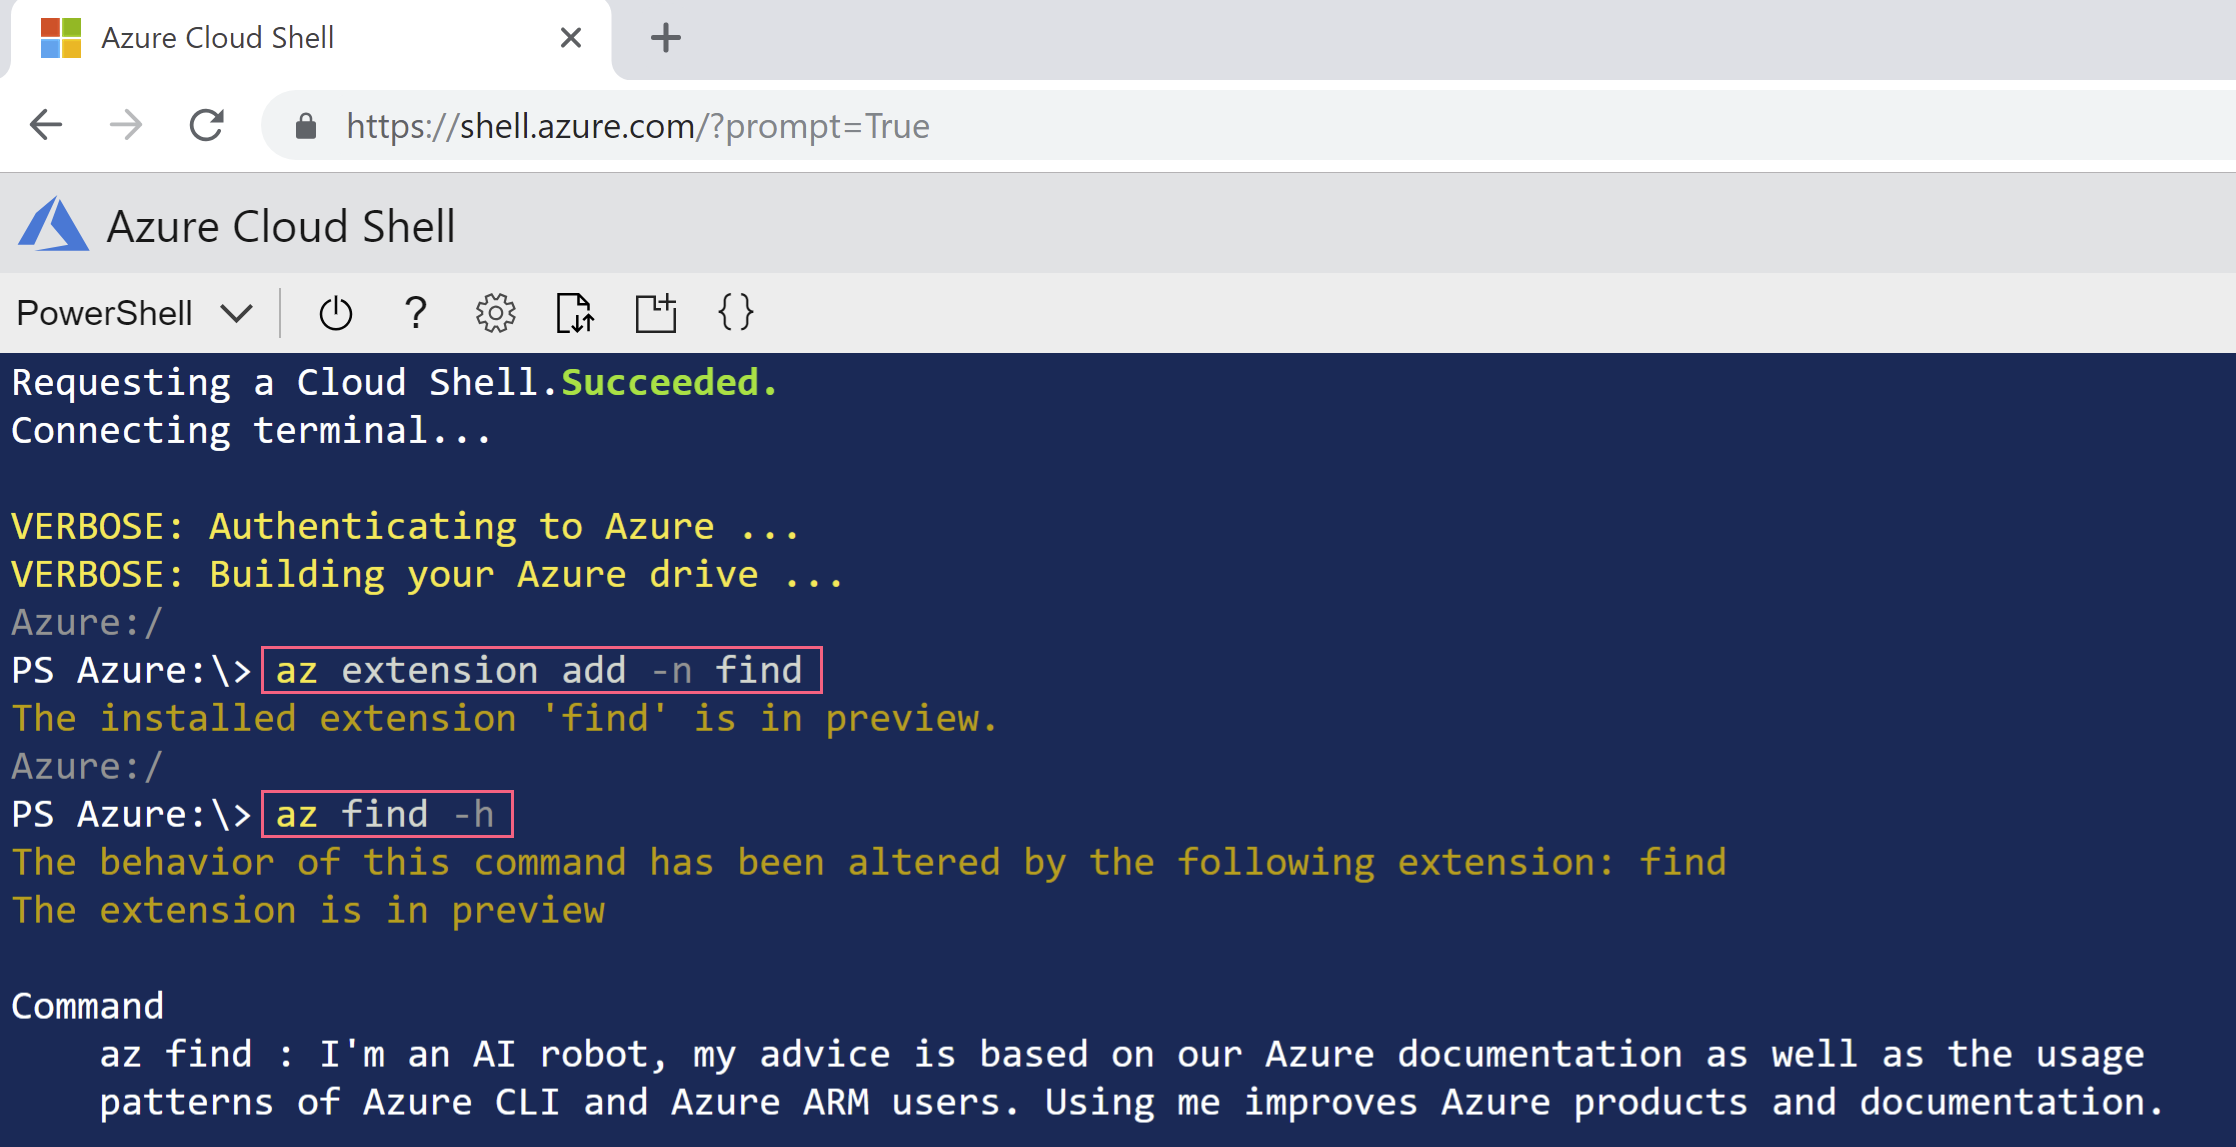 Azure Cloud Shell
https://shell.azure.com/?prompt=True
Azure Cloud Shell
PowerShell
Requesting a Cloud Shell.Succeeded.
Connecting terminal...
VERBOSE: Authenticating to Azure ...
VERBOSE: Building your Azure drive ...
Azure:/
PS Azure:\> az extension add -n find
The installed extension 'find' is in preview.
Azure:/
PS Azure:\> az find -h
The behavior of this command has been altered by the following extension: find
The extension is in preview
Command
az find : I'm an AI robot, my advice is based on our Azure documentation as well as the usage
patterns of Azure CLI and Azure ARM users. Using me improves Azure products and documentation.